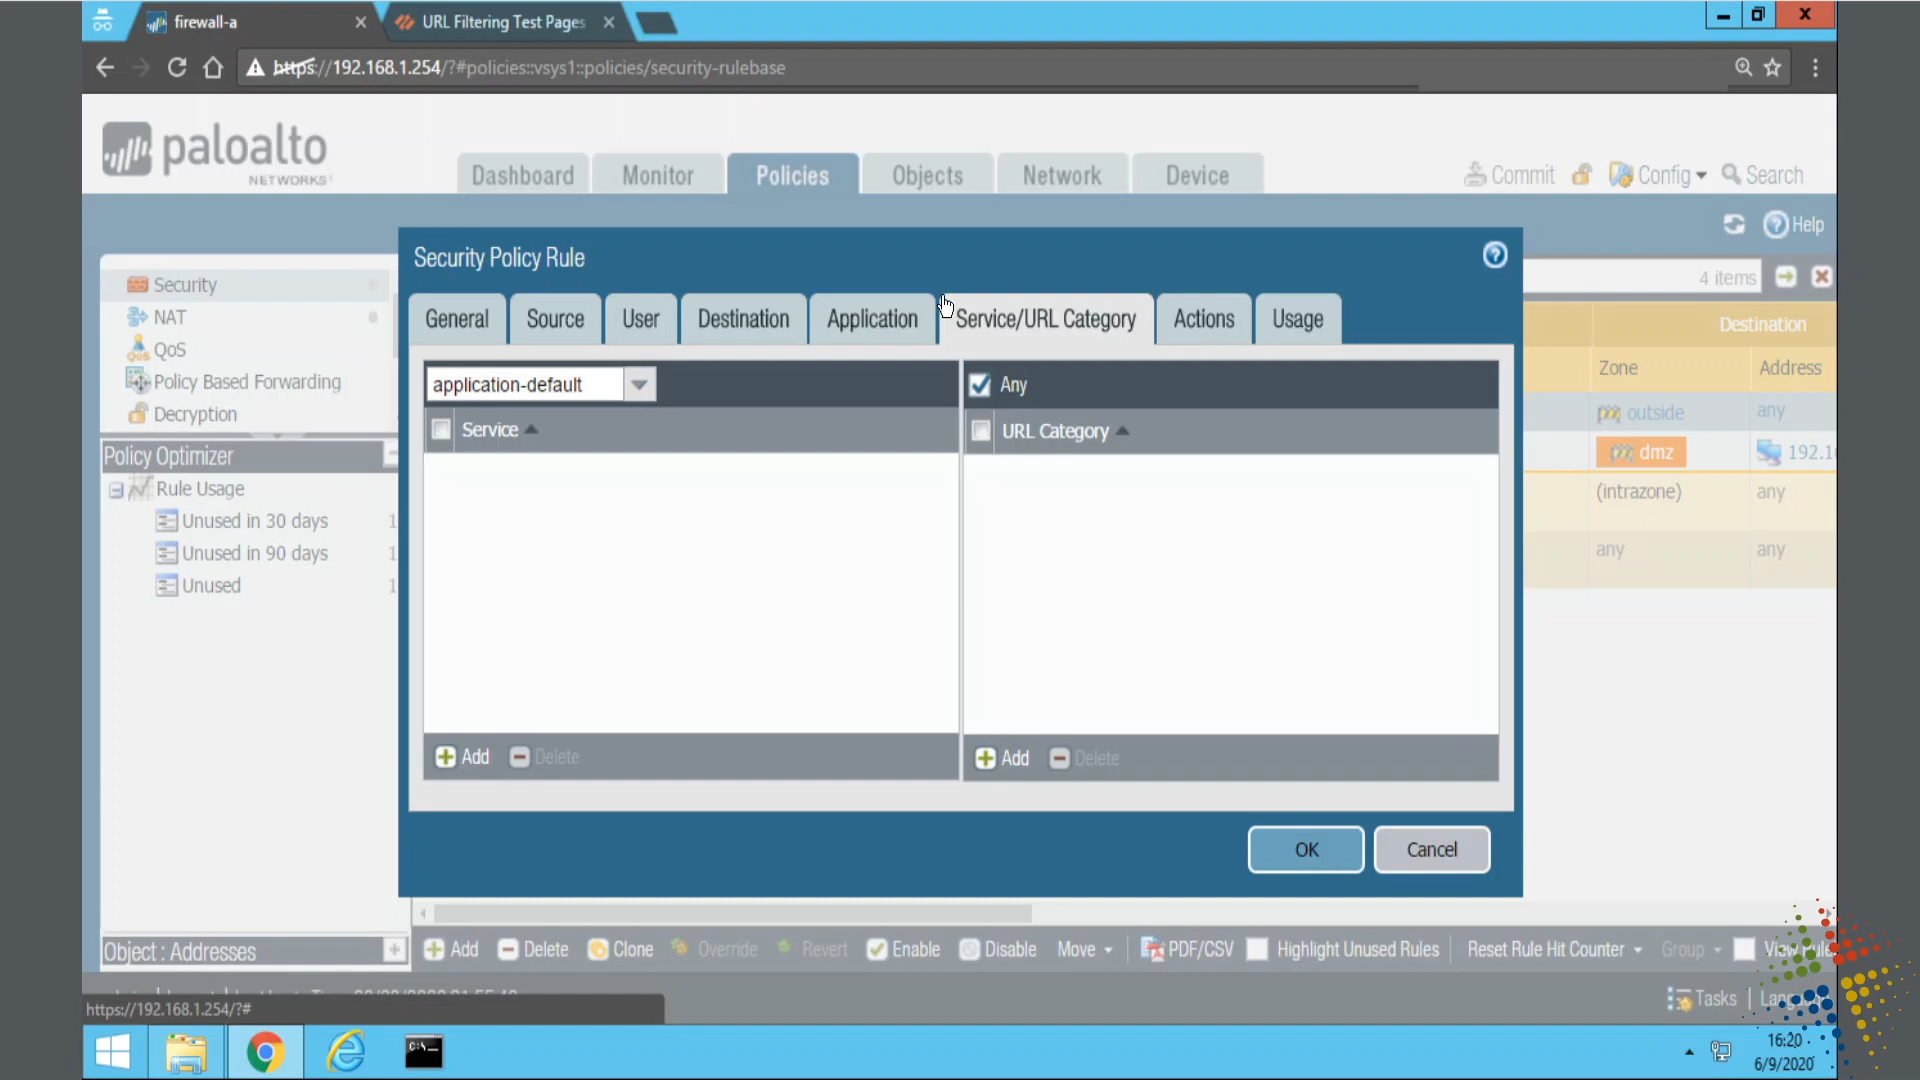 firewall-a
URL Filtering Test Pages
https://192.168.1.254/?#policies::vsys1::policies/security-rulebase
paloalto
NETWORKS
Dashboard
Monitor
Policies
Objects
Network
Device
Commit
Config
Search
Help
Security
NAT
QoS
Policy Based Forwarding
Decryption
Policy Optimizer
Rule Usage
Unused in 30 days 1
Unused in 90 days 1
Unused 1
Object : Addresses
Security Policy Rule
General
Source
User
Destination
Application
Service/URL Category
Actions
Usage
application-default
Service
Add
Delete
Any
URL Category
Add
Delete
OK
Cancel
4 items
Destination
Zone
Address
outside
any
dmz
192.1
(intrazone)
any
any
any
Add
Delete
Clone
Override
Revert
Enable
Disable
Move
PDF/CSV
Highlight Unused Rules
Reset Rule Hit Counter
Group
View
Tasks
https://192.168.1.254/?#
C:\
16:20
6/9/2020